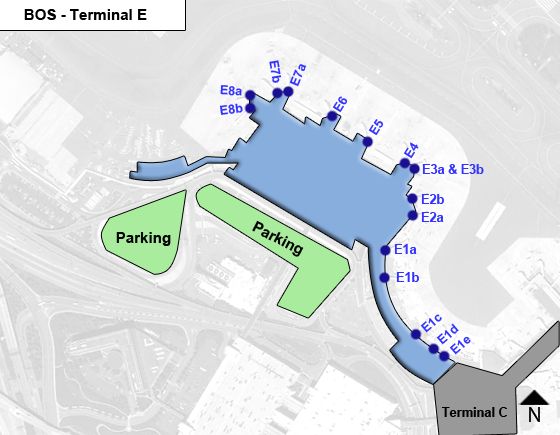 BOS - Terminal E
E7b
E7a
E8a
E8b
E6
E5
E4
E3a & E3b
E2b
E2a
Parking
Parking
E1a
E1b
E1c
E1d
E1e
Terminal C
N